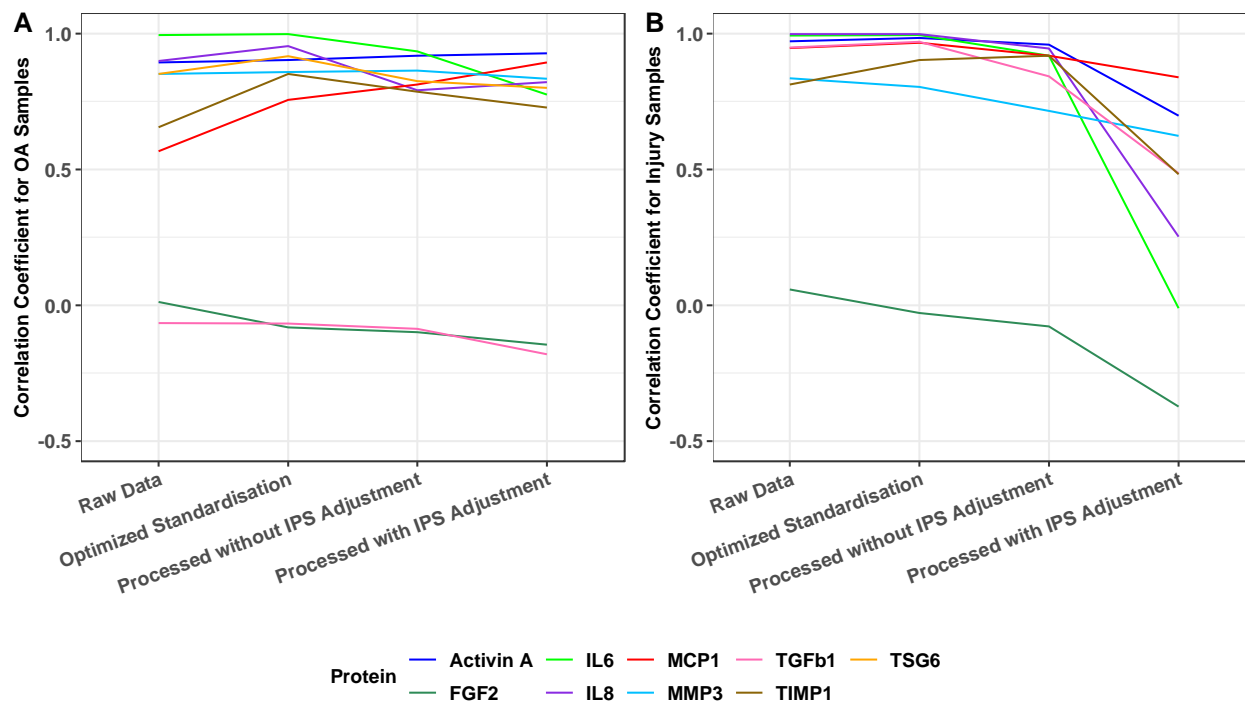 A
Correlation Coefficient for OA Samples
1.0
0.5
0.0
-0.5
Raw Data
Optimized Standardisation
Processed without IPS Adjustment
Processed with IPS Adjustment
B
Correlation Coefficient for Injury Samples
1.0
0.5
0.0
-0.5
Raw Data
Optimized Standardisation
Processed without IPS Adjustment
Processed with IPS Adjustment
Protein
Activin A IL6 MCP1 TGFb1 TSG6
FGF2 IL8 MMP3 TIMP1